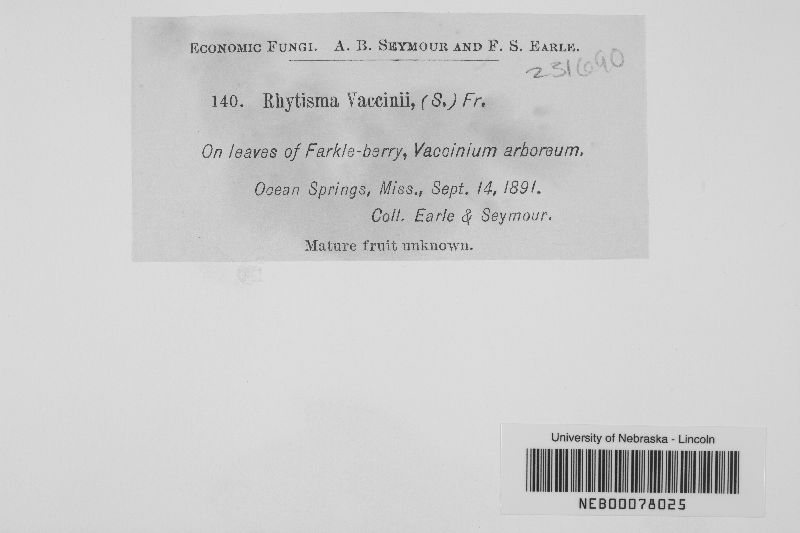 Economic Fungi. A. B. Seymour and F. S. Earle.
231690
140. Rhytisma Vaccinii, (S.) Fr.
On leaves of Farkle-berry, Vaccinium arboreum.
Ocean Springs, Miss., Sept. 14, 1891.
Coll. Earle & Seymour.
Mature fruit unknown.
University of Nebraska - Lincoln
NEB00078025